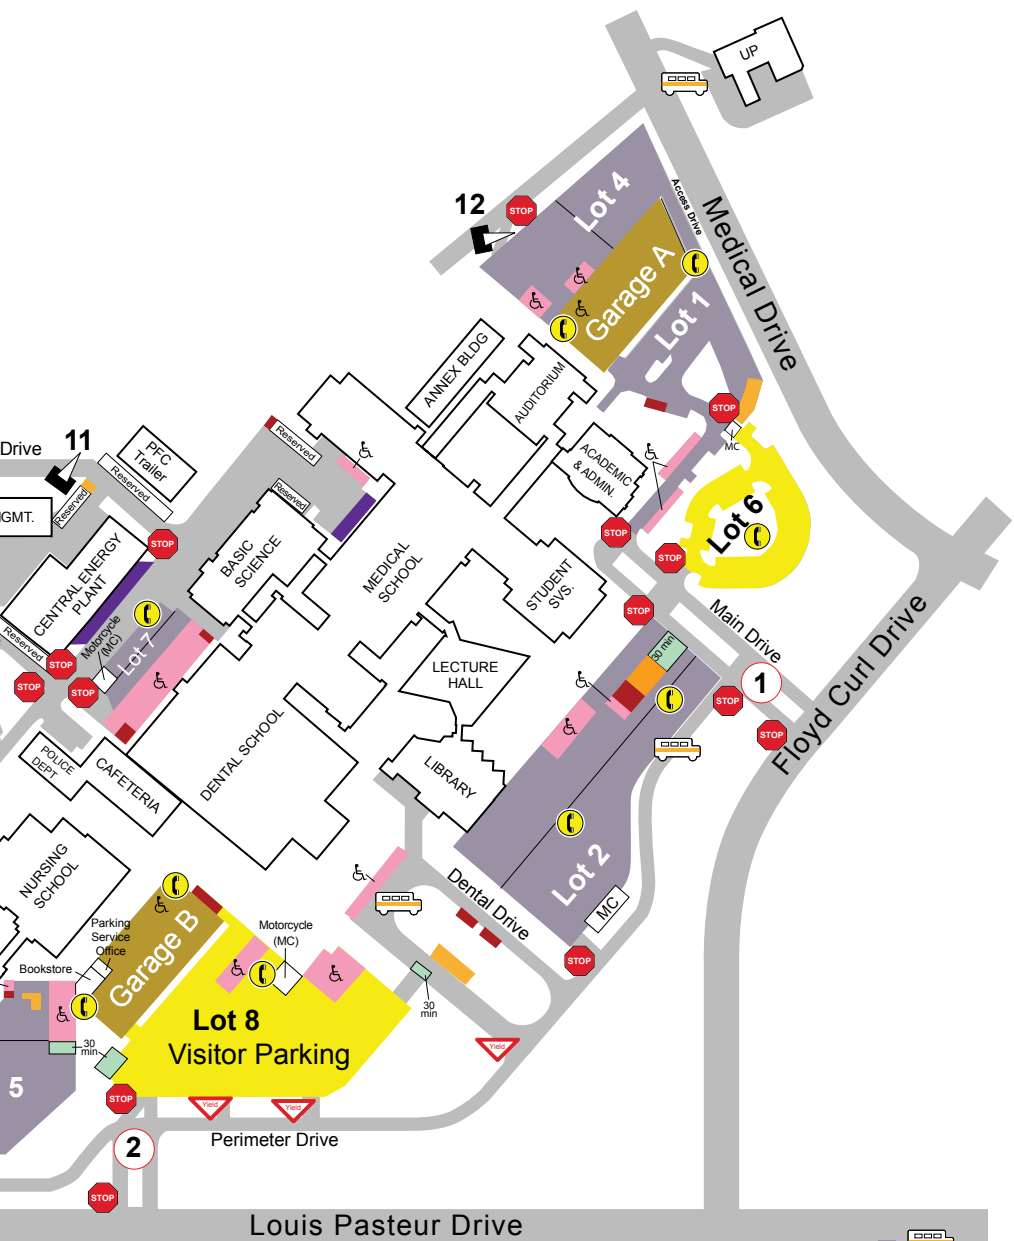 UP
12
STOP
Lot 4
Access Drive
Medical Drive
Garage A
Lot 1
ANNEX BLDG
AUDITORIUM
STOP
MC
Drive
11
PFC
Trailer
Reserved
Reserved
Reserved
Reserved
GMT.
ACADEMIC
& ADMIN.
Lot 6
STOP
STOP
STOP
CENTRAL ENERGY
PLANT
BASIC
SCIENCE
MEDICAL
SCHOOL
STUDENT
SVS.
STOP
Main Drive
Floyd Curl Drive
Reserved
Motorcycle
(MC)
Lot 7
STOP
STOP
STOP
30 min
LECTURE
HALL
1
STOP
STOP
POLICE
DEPT.
CAFETERIA
DENTAL SCHOOL
LIBRARY
Lot 2
MC
NURSING
SCHOOL
Dental Drive
STOP
Parking
Service
Office
Bookstore
Garage B
Motorcycle
(MC)
30
min
Lot 8
Visitor Parking
30
min
Yield
5
STOP
Yield
Yield
2
Perimeter Drive
STOP
Louis Pasteur Drive